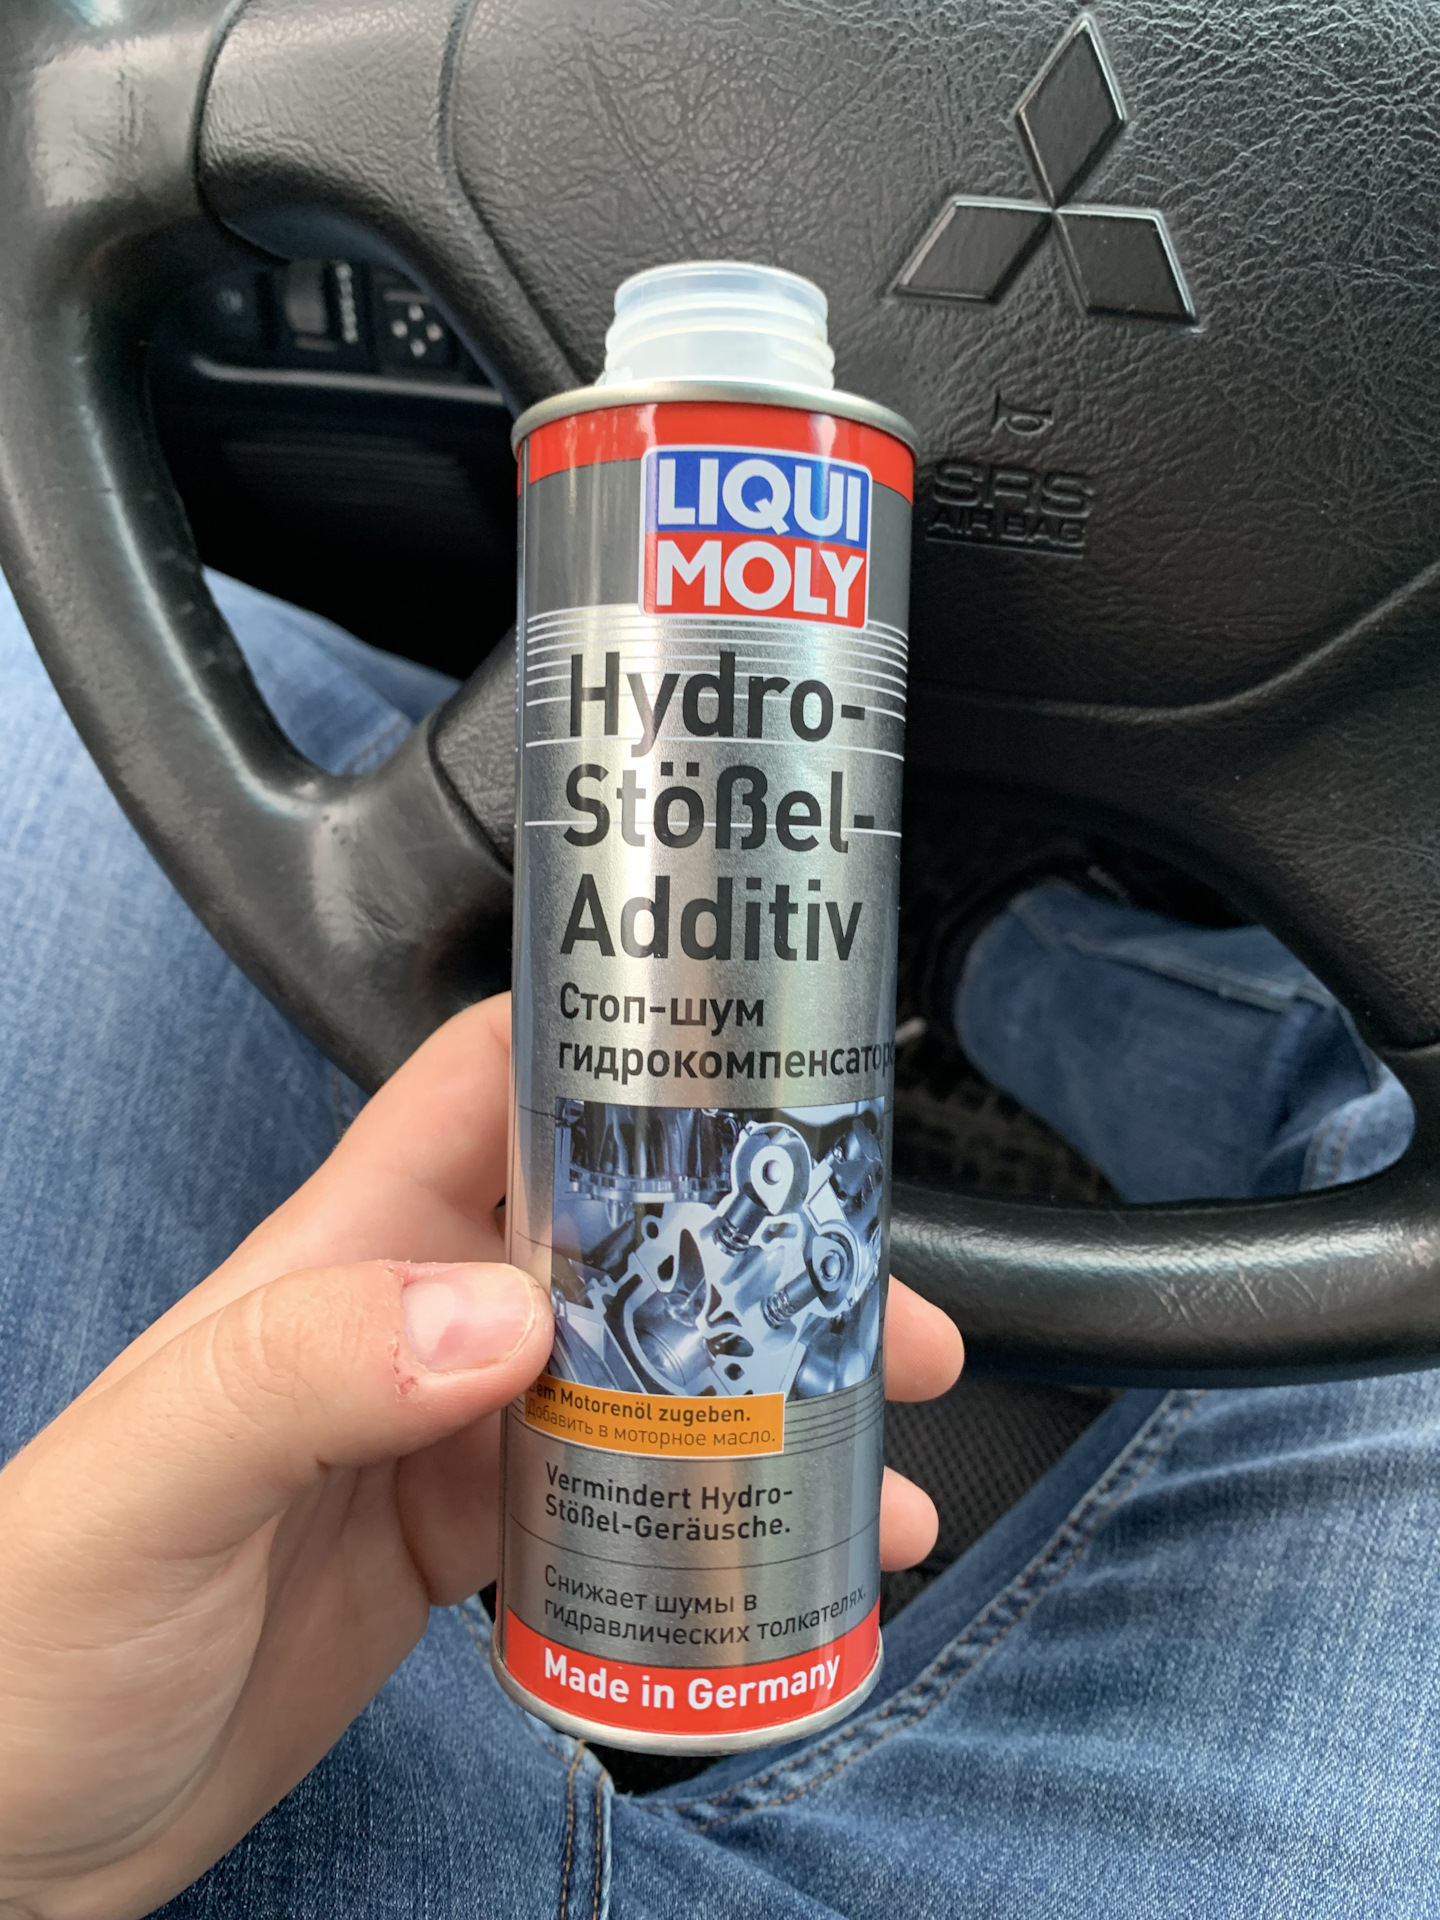 SRS
AIR BAG
LIQUI
MOLY
Hydro-
Stößel-
Additiv
Стоп-шум
Motorenöl zugeben.
Добавить в моторное масло.
Vermindert Hydro-
Stößel-Geräusche.
Снижает шумы в
гидравлических толкателях.
Made in Germany